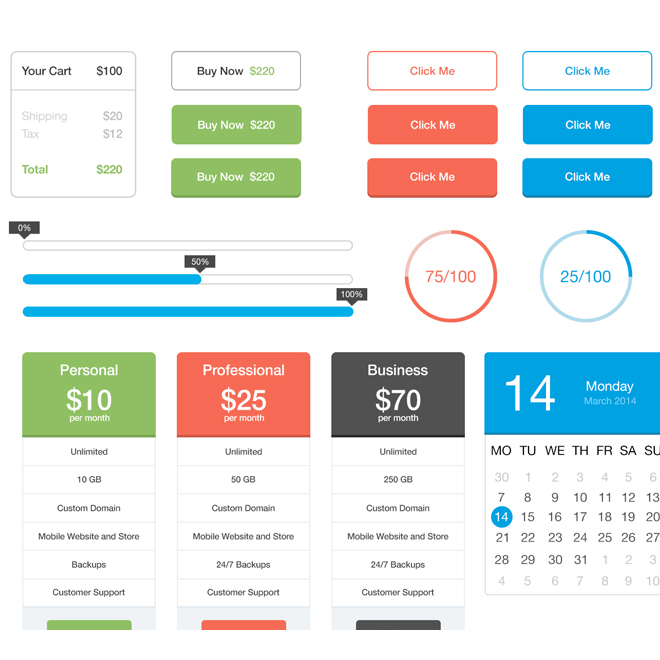 Your Cart $100
Shipping $20
Tax $12
Total $220
Buy Now $220
Buy Now $220
Buy Now $220
Click Me
Click Me
Click Me
Click Me
Click Me
Click Me
0%
50%
100%
75/100
25/100
Personal
$10
per month
Unlimited
10 GB
Custom Domain
Mobile Website and Store
Backups
Customer Support
Professional
$25
per month
Unlimited
50 GB
Custom Domain
Mobile Website and Store
24/7 Backups
Customer Support
Business
$70
per month
Unlimited
250 GB
Custom Domain
Mobile Website and Store
24/7 Backups
Customer Support
14
Monday
March 2014
MO TU WE TH FR SA SU
30 1 2 3 4 5 6
7 8 9 10 11 12 13
14 15 16 17 18 19 20
21 22 23 24 25 26 27
28 29 30 31 1 2 3
4 5 6 7 8 9 10